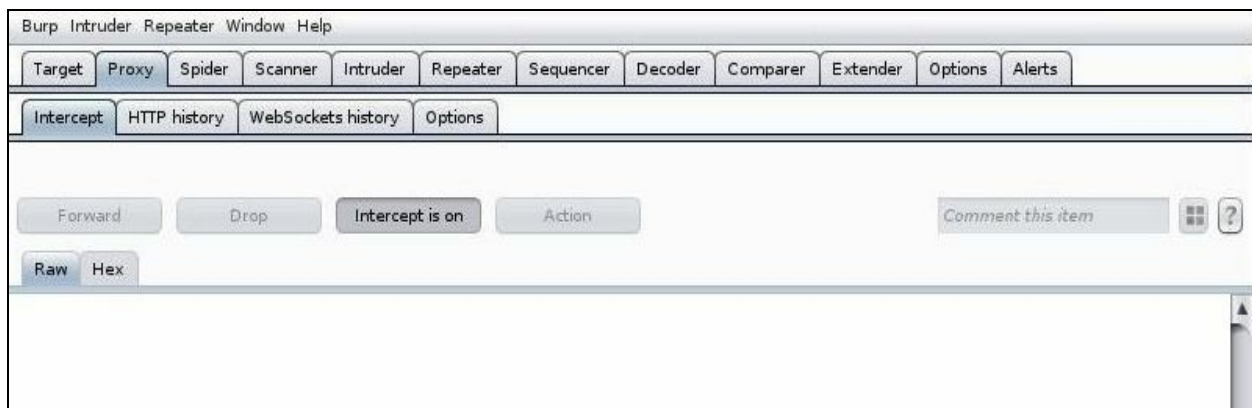 Burp Intruder Repeater Window Help
Target Proxy Spider Scanner Intruder Repeater Sequencer Decoder Comparer Extender Options Alerts
Intercept HTTP history WebSockets history Options
Forward Drop Intercept is on Action Comment this item ?
Raw Hex